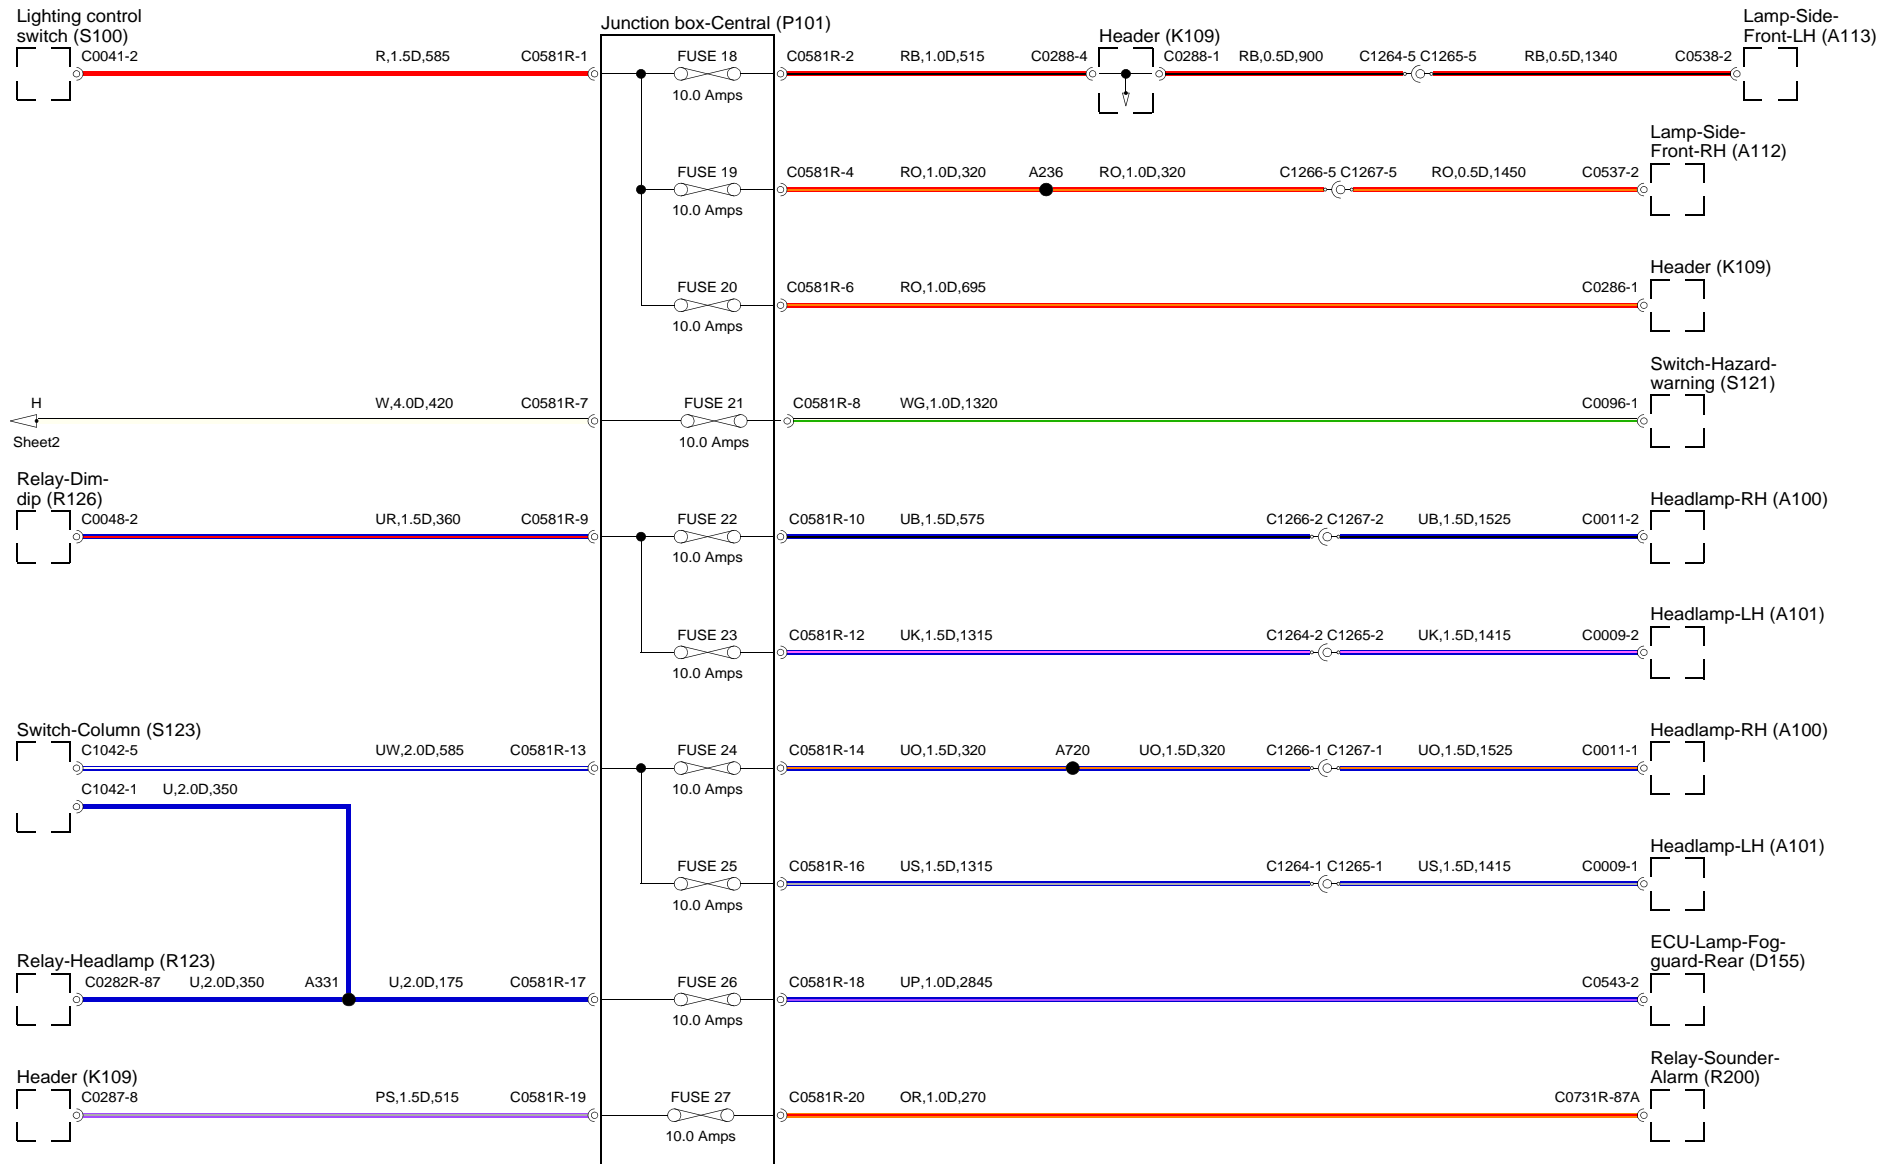 Lighting control
switch (S100)
Junction box-Central (P101)
Header (K109)
Lamp-Side-
Front-LH (A113)
C0041-2 R,1.5D,585 C0581R-1 FUSE 18 C0581R-2 RB,1.0D,515 C0288-4 C0288-1 RB,0.5D,900 C1264-5 C1265-5 RB,0.5D,1340 C0538-2
10.0 Amps
Lamp-Side-
Front-RH (A112)
FUSE 19 C0581R-4 RO,1.0D,320 A236 RO,1.0D,320 C1266-5 C1267-5 RO,0.5D,1450 C0537-2
10.0 Amps
Header (K109)
FUSE 20 C0581R-6 RO,1.0D,695 C0286-1
10.0 Amps
Switch-Hazard-
warning (S121)
H W,4.0D,420 C0581R-7 FUSE 21 C0581R-8 WG,1.0D,1320 C0096-1
Sheet2 10.0 Amps
Relay-Dim-
dip (R126)
Headlamp-RH (A100)
C0048-2 UR,1.5D,360 C0581R-9 FUSE 22 C0581R-10 UB,1.5D,575 C1266-2 C1267-2 UB,1.5D,1525 C0011-2
10.0 Amps
Headlamp-LH (A101)
FUSE 23 C0581R-12 UK,1.5D,1315 C1264-2 C1265-2 UK,1.5D,1415 C0009-2
10.0 Amps
Switch-Column (S123)
Headlamp-RH (A100)
C1042-5 UW,2.0D,585 C0581R-13 FUSE 24 C0581R-14 UO,1.5D,320 A720 UO,1.5D,320 C1266-1 C1267-1 UO,1.5D,1525 C0011-1
C1042-1 U,2.0D,350 10.0 Amps
Headlamp-LH (A101)
FUSE 25 C0581R-16 US,1.5D,1315 C1264-1 C1265-1 US,1.5D,1415 C0009-1
10.0 Amps
Relay-Headlamp (R123)
ECU-Lamp-Fog-
guard-Rear (D155)
C0282R-87 U,2.0D,350 A331 U,2.0D,175 C0581R-17 FUSE 26 C0581R-18 UP,1.0D,2845 C0543-2
10.0 Amps
Header (K109)
Relay-Sounder-
Alarm (R200)
C0287-8 PS,1.5D,515 C0581R-19 FUSE 27 C0581R-20 OR,1.0D,270 C0731R-87A
10.0 Amps